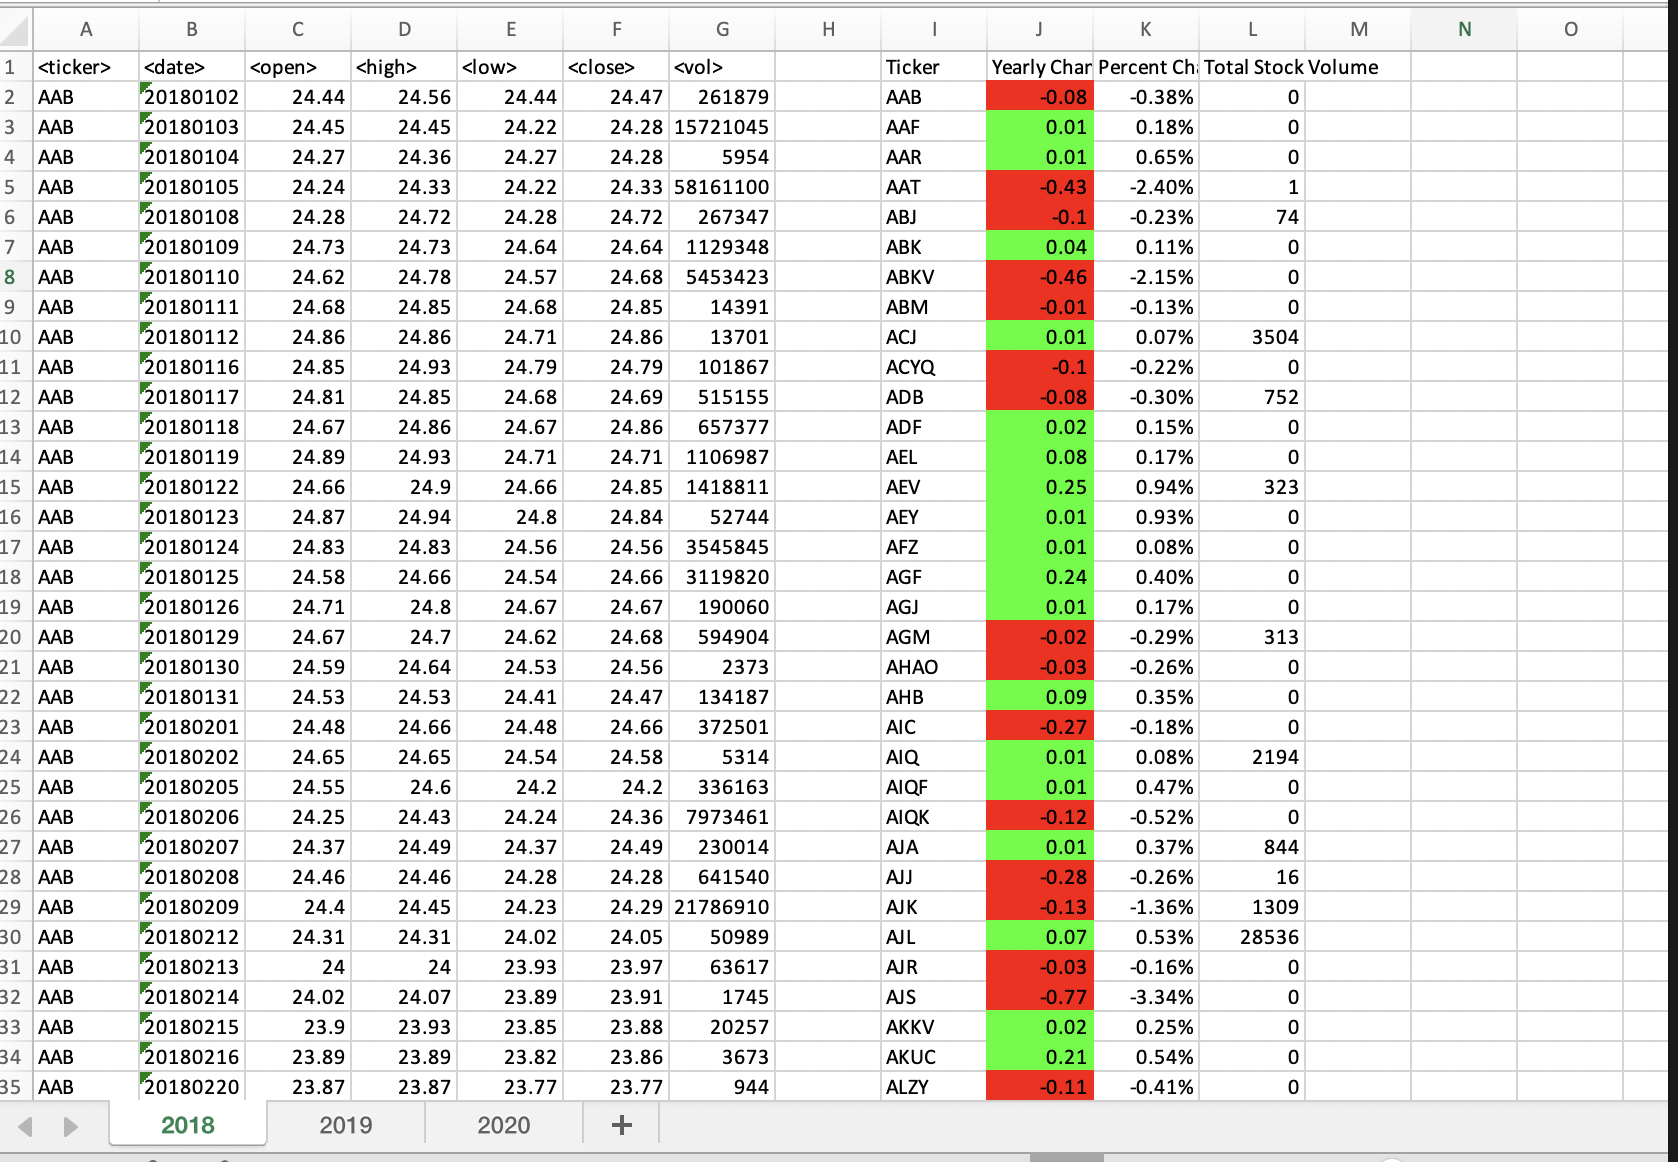 A B C D E F G H I J K L M N O
1 <ticker> <date> <open> <high> <low> <close> <vol> Ticker Yearly Char Percent Ch Total Stock Volume
2 AAB 20180102 24.44 24.56 24.44 24.47 261879 AAB -0.08 -0.38% 0
3 AAB 20180103 24.45 24.45 24.22 24.28 15721045 AAF 0.01 0.18% 0
4 AAB 20180104 24.27 24.36 24.27 24.28 5954 AAR 0.01 0.65% 0
5 AAB 20180105 24.24 24.33 24.22 24.33 58161100 AAT -0.43 -2.40% 1
6 AAB 20180108 24.28 24.72 24.28 24.72 267347 ABJ -0.1 -0.23% 74
7 AAB 20180109 24.73 24.73 24.64 24.64 1129348 ABK 0.04 0.11% 0
8 AAB 20180110 24.62 24.78 24.57 24.68 5453423 ABKV -0.46 -2.15% 0
9 AAB 20180111 24.68 24.85 24.68 24.85 14391 ABM -0.01 -0.13% 0
10 AAB 20180112 24.86 24.86 24.71 24.86 13701 ACJ 0.01 0.07% 3504
11 AAB 20180116 24.85 24.93 24.79 24.79 101867 ACYQ -0.1 -0.22% 0
12 AAB 20180117 24.81 24.85 24.68 24.69 515155 ADB -0.08 -0.30% 752
13 AAB 20180118 24.67 24.86 24.67 24.86 657377 ADF 0.02 0.15% 0
14 AAB 20180119 24.89 24.93 24.71 24.71 1106987 AEL 0.08 0.17% 0
15 AAB 20180122 24.66 24.9 24.66 24.85 1418811 AEV 0.25 0.94% 323
16 AAB 20180123 24.87 24.94 24.8 24.84 52744 AEY 0.01 0.93% 0
17 AAB 20180124 24.83 24.83 24.56 24.56 3545845 AFZ 0.01 0.08% 0
18 AAB 20180125 24.58 24.66 24.54 24.66 3119820 AGF 0.24 0.40% 0
19 AAB 20180126 24.71 24.8 24.67 24.67 190060 AGJ 0.01 0.17% 0
20 AAB 20180129 24.67 24.7 24.62 24.68 594904 AGM -0.02 -0.29% 313
21 AAB 20180130 24.59 24.64 24.53 24.56 2373 AHAO -0.03 -0.26% 0
22 AAB 20180131 24.53 24.53 24.41 24.47 134187 AHB 0.09 0.35% 0
23 AAB 20180201 24.48 24.66 24.48 24.66 372501 AIC -0.27 -0.18% 0
24 AAB 20180202 24.65 24.65 24.54 24.58 5314 AIQ 0.01 0.08% 2194
25 AAB 20180205 24.55 24.6 24.2 24.2 336163 AIQF 0.01 0.47% 0
26 AAB 20180206 24.25 24.43 24.24 24.36 7973461 AIQK -0.12 -0.52% 0
27 AAB 20180207 24.37 24.49 24.37 24.49 230014 AJA 0.01 0.37% 844
28 AAB 20180208 24.46 24.46 24.28 24.28 641540 AJJ -0.28 -0.26% 16
29 AAB 20180209 24.4 24.45 24.23 24.29 21786910 AJK -0.13 -1.36% 1309
30 AAB 20180212 24.31 24.31 24.02 24.05 50989 AJL 0.07 0.53% 28536
31 AAB 20180213 24 24 23.93 23.97 63617 AJR -0.03 -0.16% 0
32 AAB 20180214 24.02 24.07 23.89 23.91 1745 AJS -0.77 -3.34% 0
33 AAB 20180215 23.9 23.93 23.85 23.88 20257 AKKV 0.02 0.25% 0
34 AAB 20180216 23.89 23.89 23.82 23.86 3673 AKUC 0.21 0.54% 0
35 AAB 20180220 23.87 23.87 23.77 23.77 944 ALZY -0.11 -0.41% 0
2018 2019 2020 +